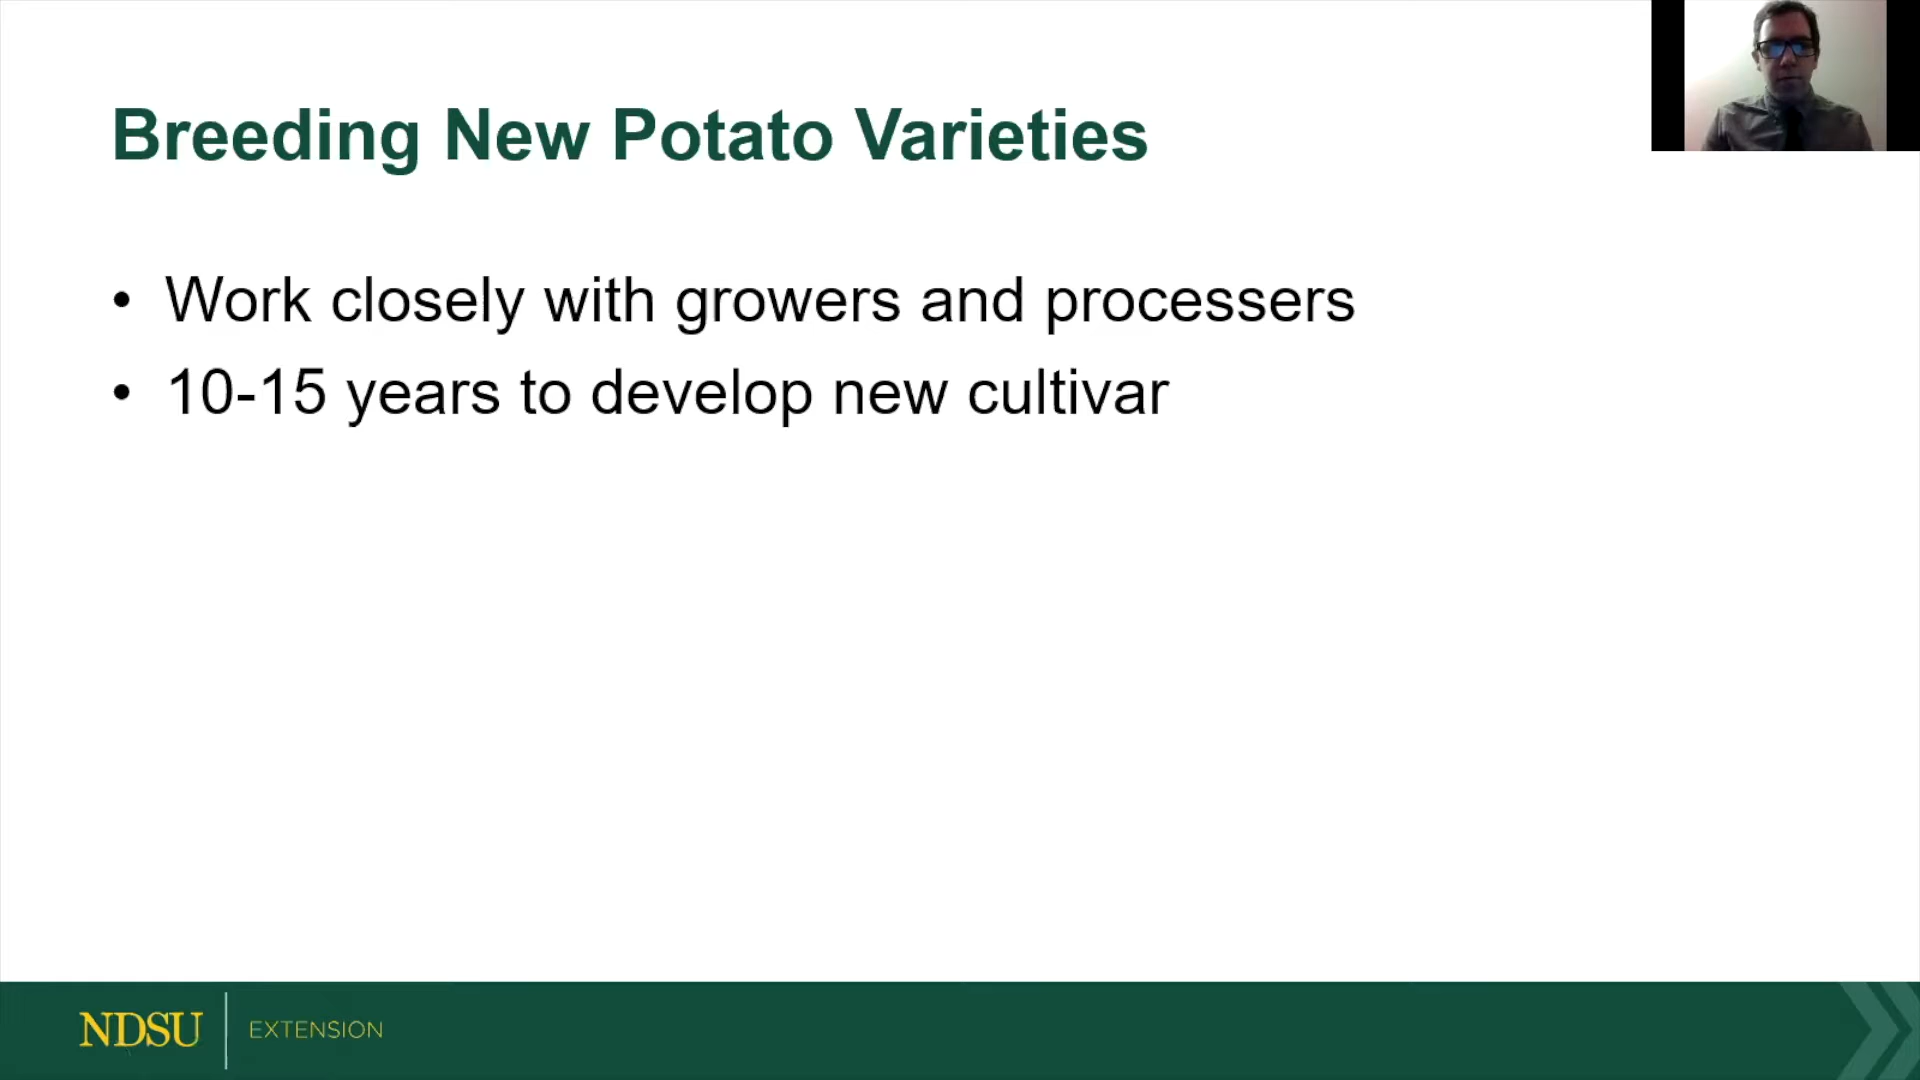 Breeding New Potato Varieties
• Work closely with growers and processers
• 10-15 years to develop new cultivar
NDSU EXTENSION